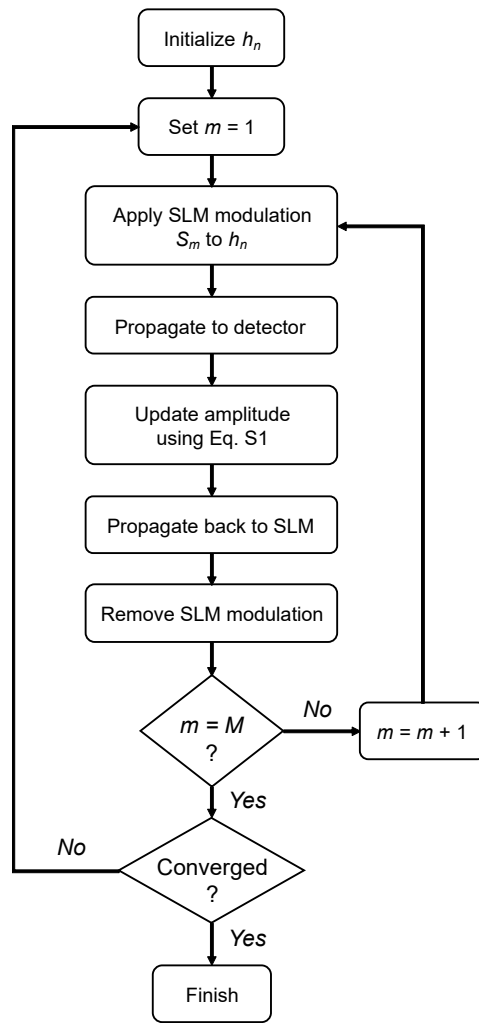 Initialize hₙ
Set m = 1
Apply SLM modulation
Sₘ to hₙ
Propagate to detector
Update amplitude
using Eq. S1
Propagate back to SLM
Remove SLM modulation
m = M
?
No
m = m + 1
Yes
No
Converged
?
Yes
Finish